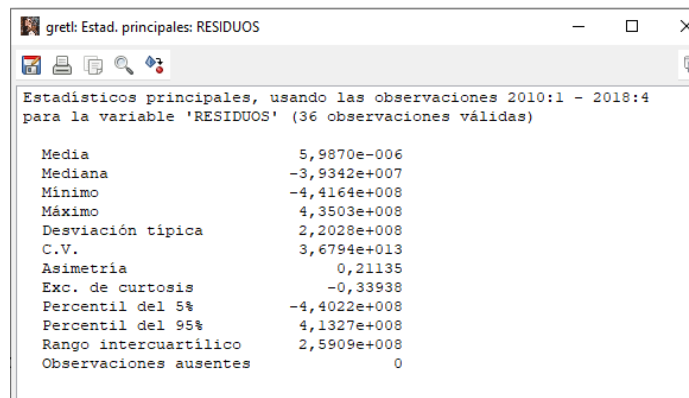 gretl: Estad. principales: RESIDUOS
Estadísticos principales, usando las observaciones 2010:1 - 2018:4
para la variable 'RESIDUOS' (36 observaciones válidas)
Media 5,9870e-006
Mediana -3,9342e+007
Mínimo -4,4164e+008
Máximo 4,3503e+008
Desviación típica 2,2028e+008
C.V. 3,6794e+013
Asimetría 0,21135
Exc. de curtosis -0,33938
Percentil del 5% -4,4022e+008
Percentil del 95% 4,1327e+008
Rango intercuartílico 2,5909e+008
Observaciones ausentes 0